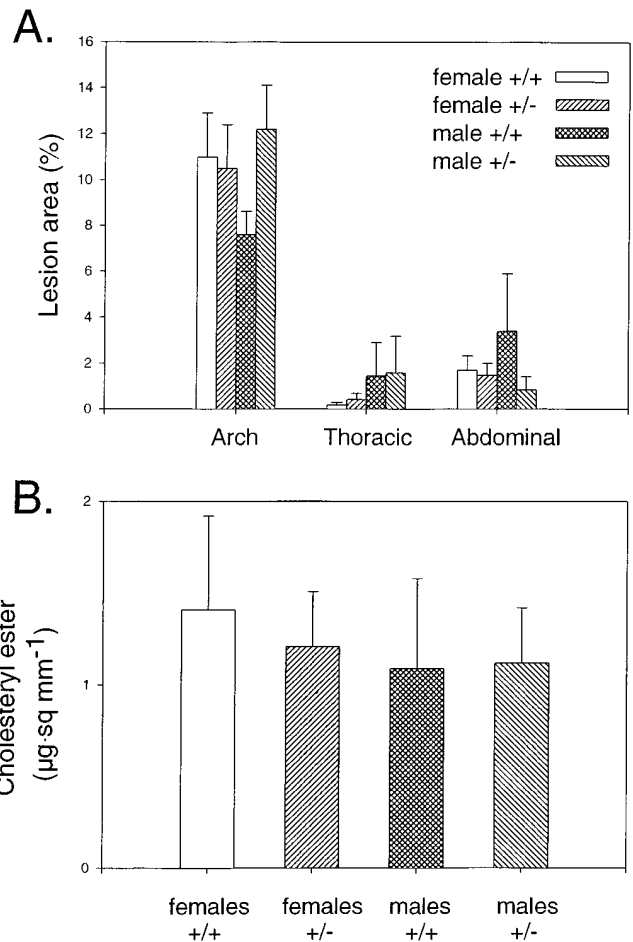 A.
Lesion area (%)
16
14
12
10
8
6
4
2
0
female +/+
female +/-
male +/+
male +/-
Arch Thoracic Abdominal
B.
Cholesteryl ester
(µg·sq mm⁻¹)
2
1
0
females females males males
+/+ +/- +/+ +/-